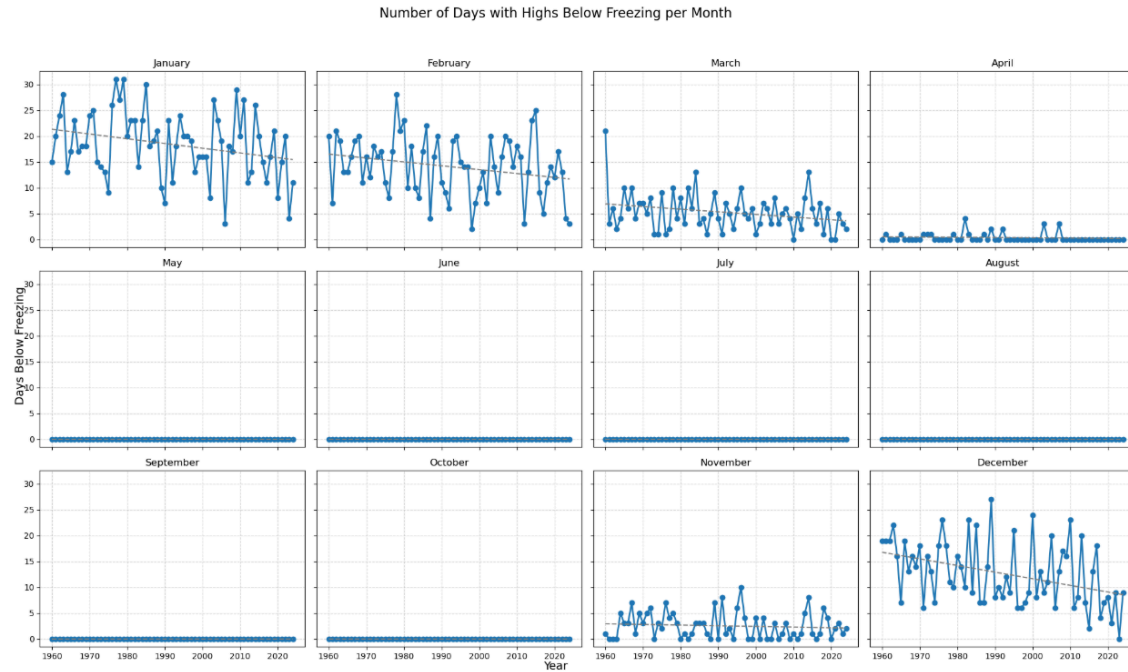 Number of Days with Highs Below Freezing per Month
January
February
March
April
30
25
20
15
10
5
0
May
June
July
August
30
25
20
15
10
5
0
Days Below Freezing
September
October
November
December
30
25
20
15
10
5
0
1960 1970 1980 1990 2000 2010 2020
1960 1970 1980 1990 2000 2010 2020
1960 1970 1980 1990 2000 2010 2020
1960 1970 1980 1990 2000 2010 2020
Year